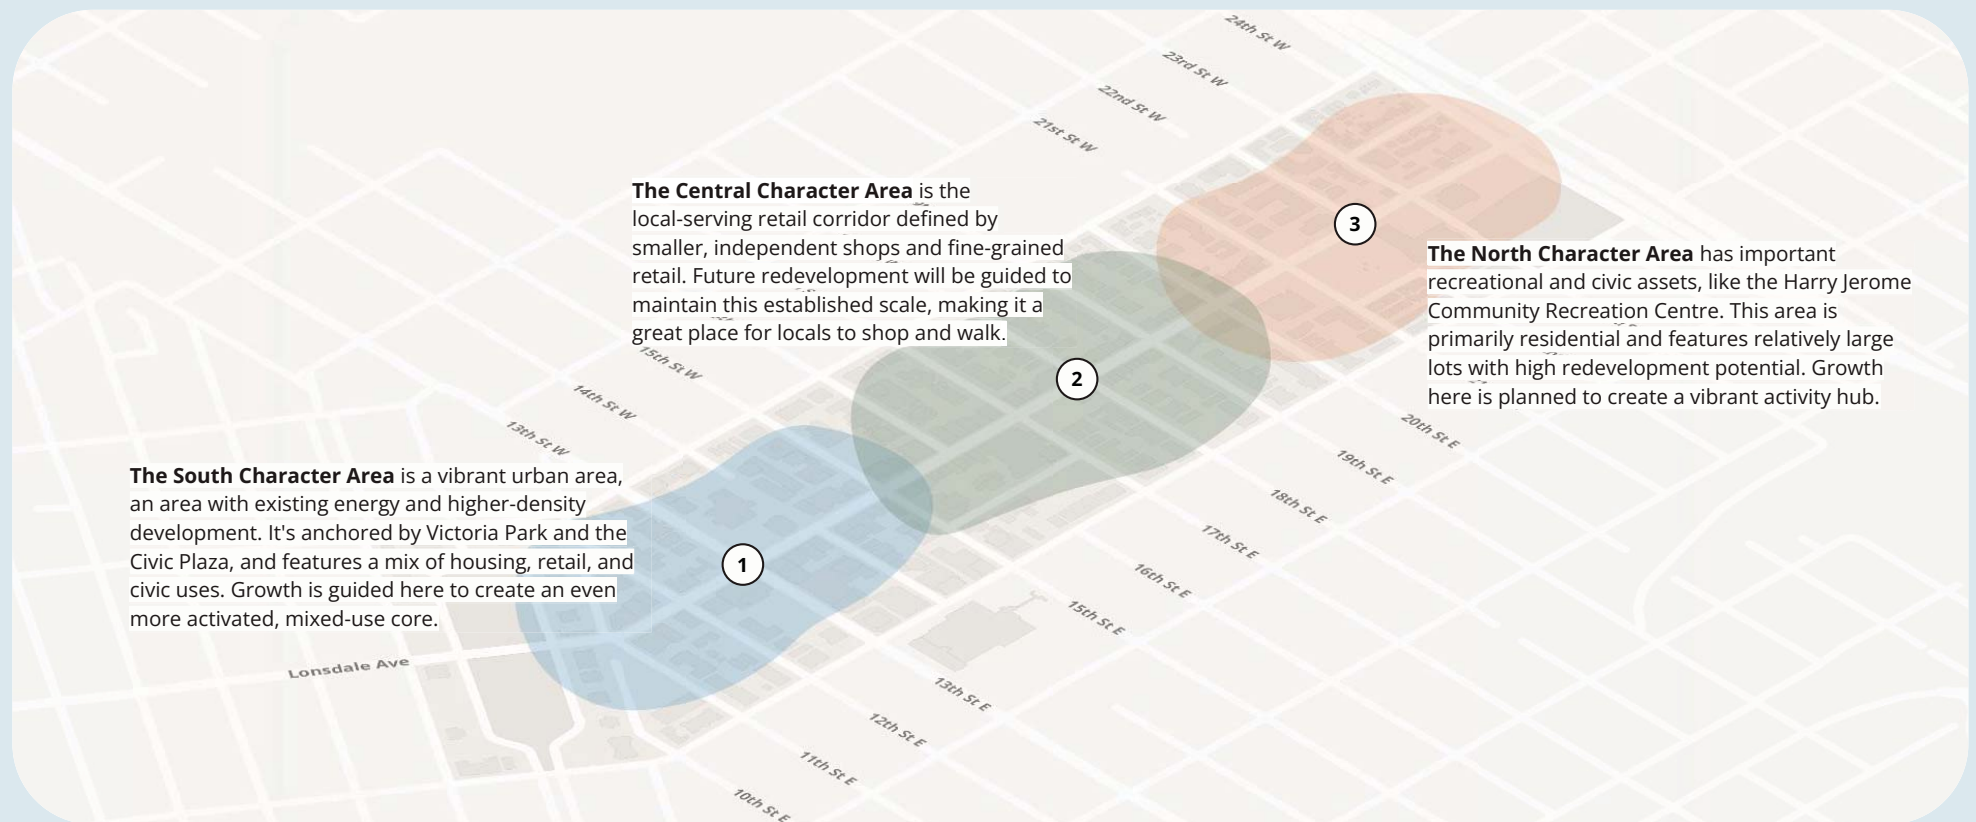 24th St W
23rd St W
22nd St W
21st St W
The Central Character Area is the
local-serving retail corridor defined by
smaller, independent shops and fine-grained
retail. Future redevelopment will be guided to
maintain this established scale, making it a
great place for locals to shop and walk.
3
The North Character Area has important
recreational and civic assets, like the Harry Jerome
Community Recreation Centre. This area is
primarily residential and features relatively large
lots with high redevelopment potential. Growth
here is planned to create a vibrant activity hub.
2
15th St W
14th St W
13th St W
The South Character Area is a vibrant urban area,
an area with existing energy and higher-density
development. It's anchored by Victoria Park and the
Civic Plaza, and features a mix of housing, retail, and
civic uses. Growth is guided here to create an even
more activated, mixed-use core.
1
20th St E
19th St E
18th St E
17th St E
16th St E
15th St E
Lonsdale Ave
13th St E
12th St E
11th St E
10th St E